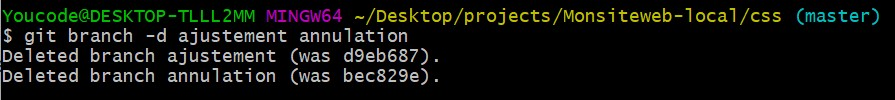 Youcode@DESKTOP-TLLL2MM MINGW64 ~/Desktop/projects/Monsiteweb-local/css (master)
$ git branch -d ajustement annulation
Deleted branch ajustement (was d9eb687).
Deleted branch annulation (was bec829e).